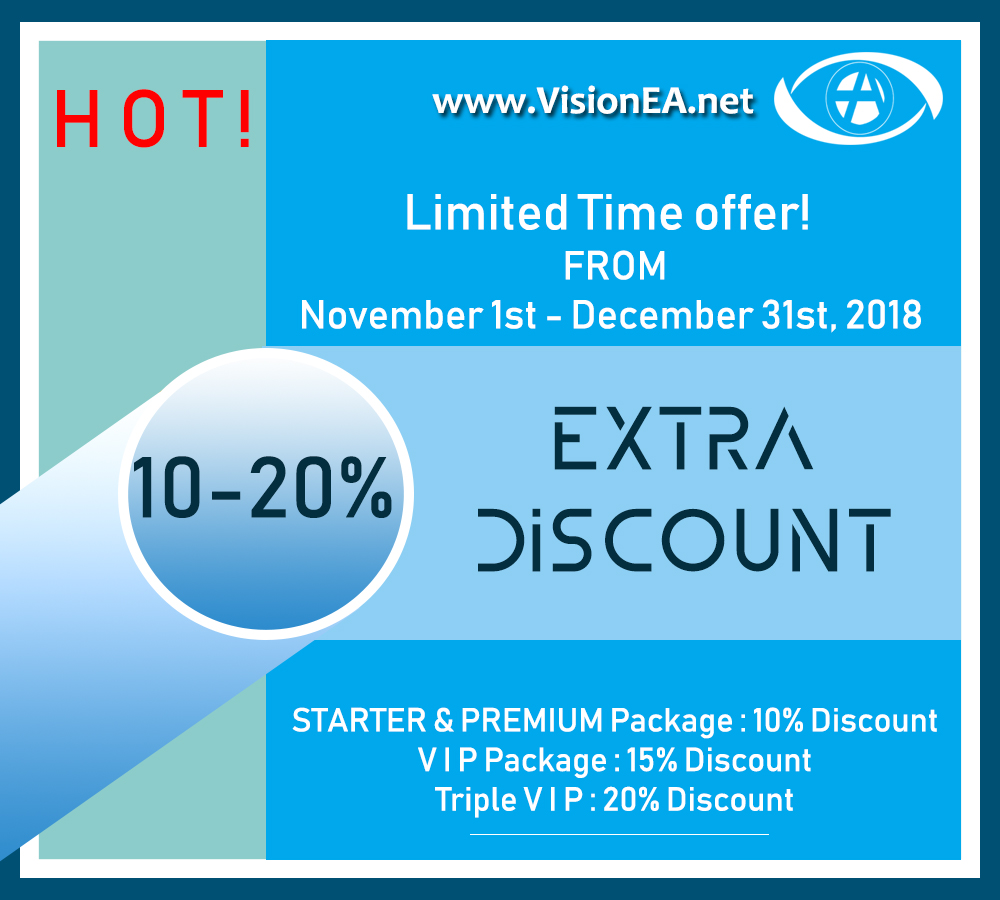 HOT!
www.VisionEA.net
Limited Time offer!
FROM
November 1st - December 31st, 2018
10-20%
EXTRA
DiSCOUNT
STARTER & PREMIUM Package : 10% Discount
V I P Package : 15% Discount
Triple V I P : 20% Discount